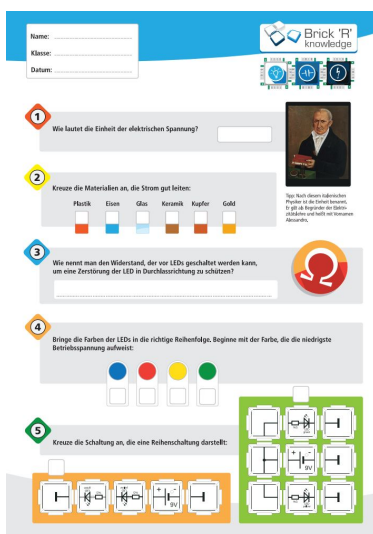 Name:
Klasse:
Datum:
Brick 'R'
knowledge
1
Wie lautet die Einheit der elektrischen Spannung?
Tipp: Nach diesem italienischen
Physiker ist die Einheit benannt.
Er gilt als Begründer der Elektri-
zitätslehre und heißt mit Vornamen
Alessandro.
2
Kreuze die Materialien an, die Strom gut leiten:
Plastik Eisen Glas Keramik Kupfer Gold
3
Wie nennt man den Widerstand, der vor LEDs geschaltet werden kann,
um eine Zerstörung der LED in Durchlassrichtung zu schützen?
Ω
4
Bringe die Farben der LEDs in die richtige Reihenfolge. Beginne mit der Farbe, die die niedrigste
Betriebsspannung aufweist:
5
Kreuze die Schaltung an, die eine Reihenschaltung darstellt:
+ -
9V
+ -
9V